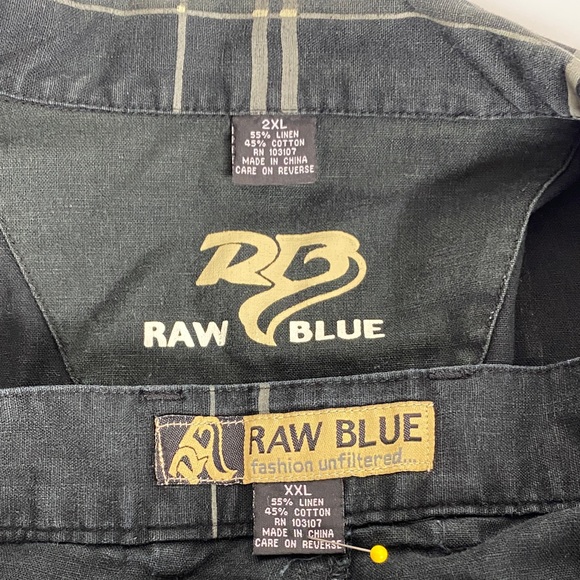 2XL
55% LINEN
45% COTTON
RN 103107
MADE IN CHINA
CARE ON REVERSE
RB
RAW BLUE
RAW BLUE
fashion unfiltered...
XXL
55% LINEN
45% COTTON
RN 103107
MADE IN CHINA
CARE ON REVERSE